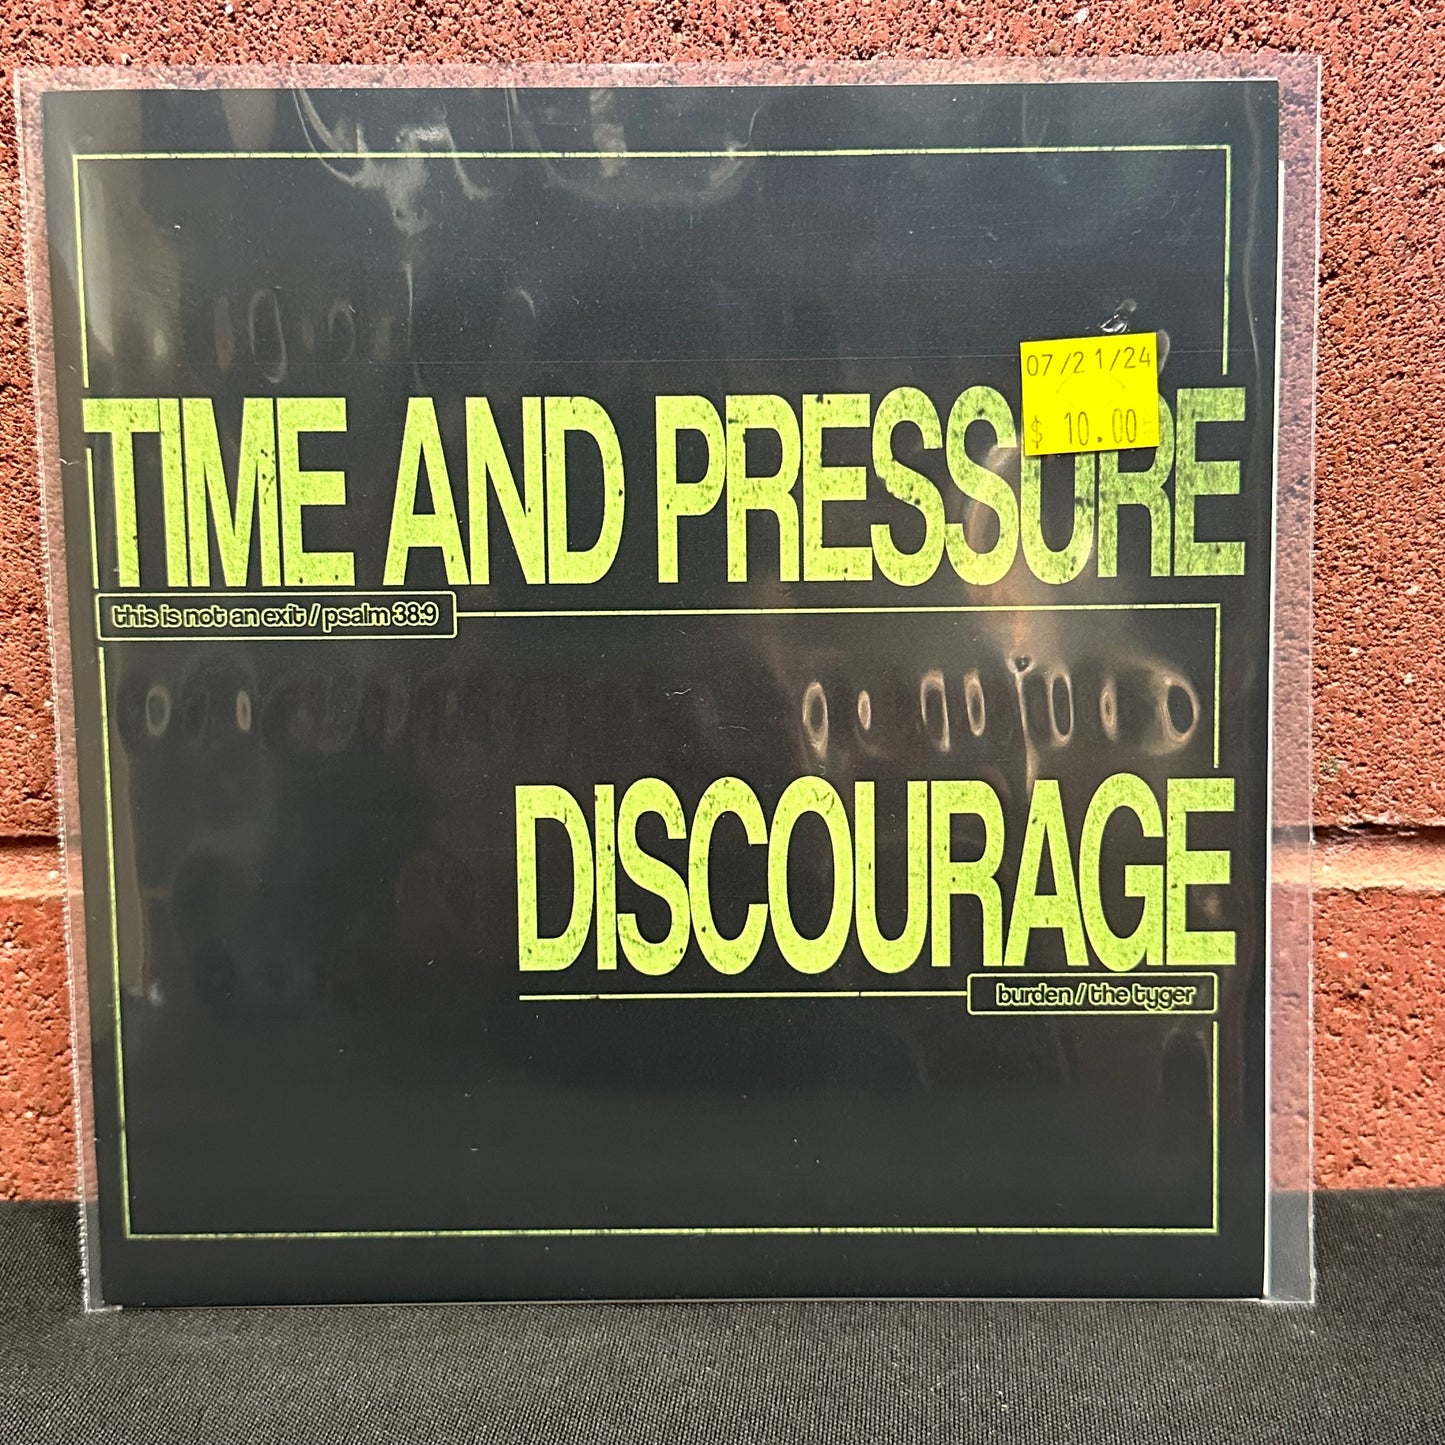 07/21/24
$ 10.00
TIME AND PRESSURE
this is not an exit / psalm 38:9
DISCOURAGE
burden / the tyger